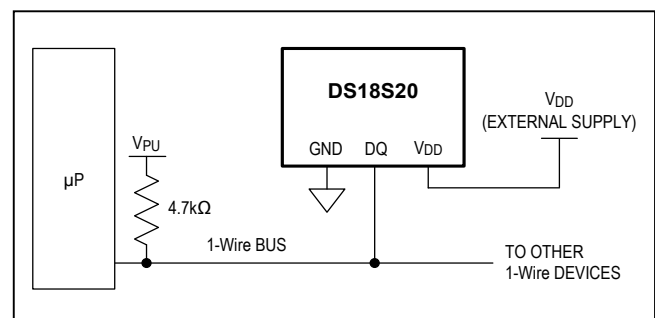 DS18S20
VDD
(EXTERNAL SUPPLY)
GND DQ VDD
VPU
µP
4.7kΩ
1-Wire BUS
TO OTHER
1-Wire DEVICES